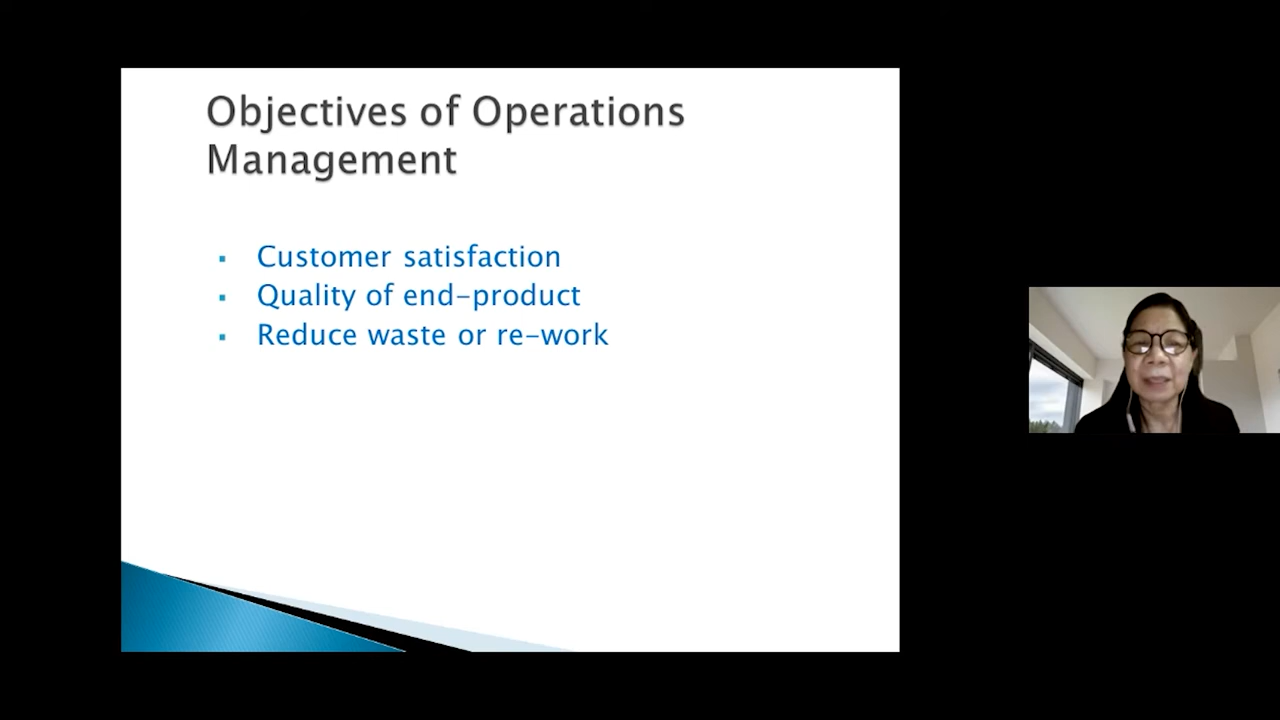 Objectives of Operations
Management
▪ Customer satisfaction
▪ Quality of end-product
▪ Reduce waste or re-work